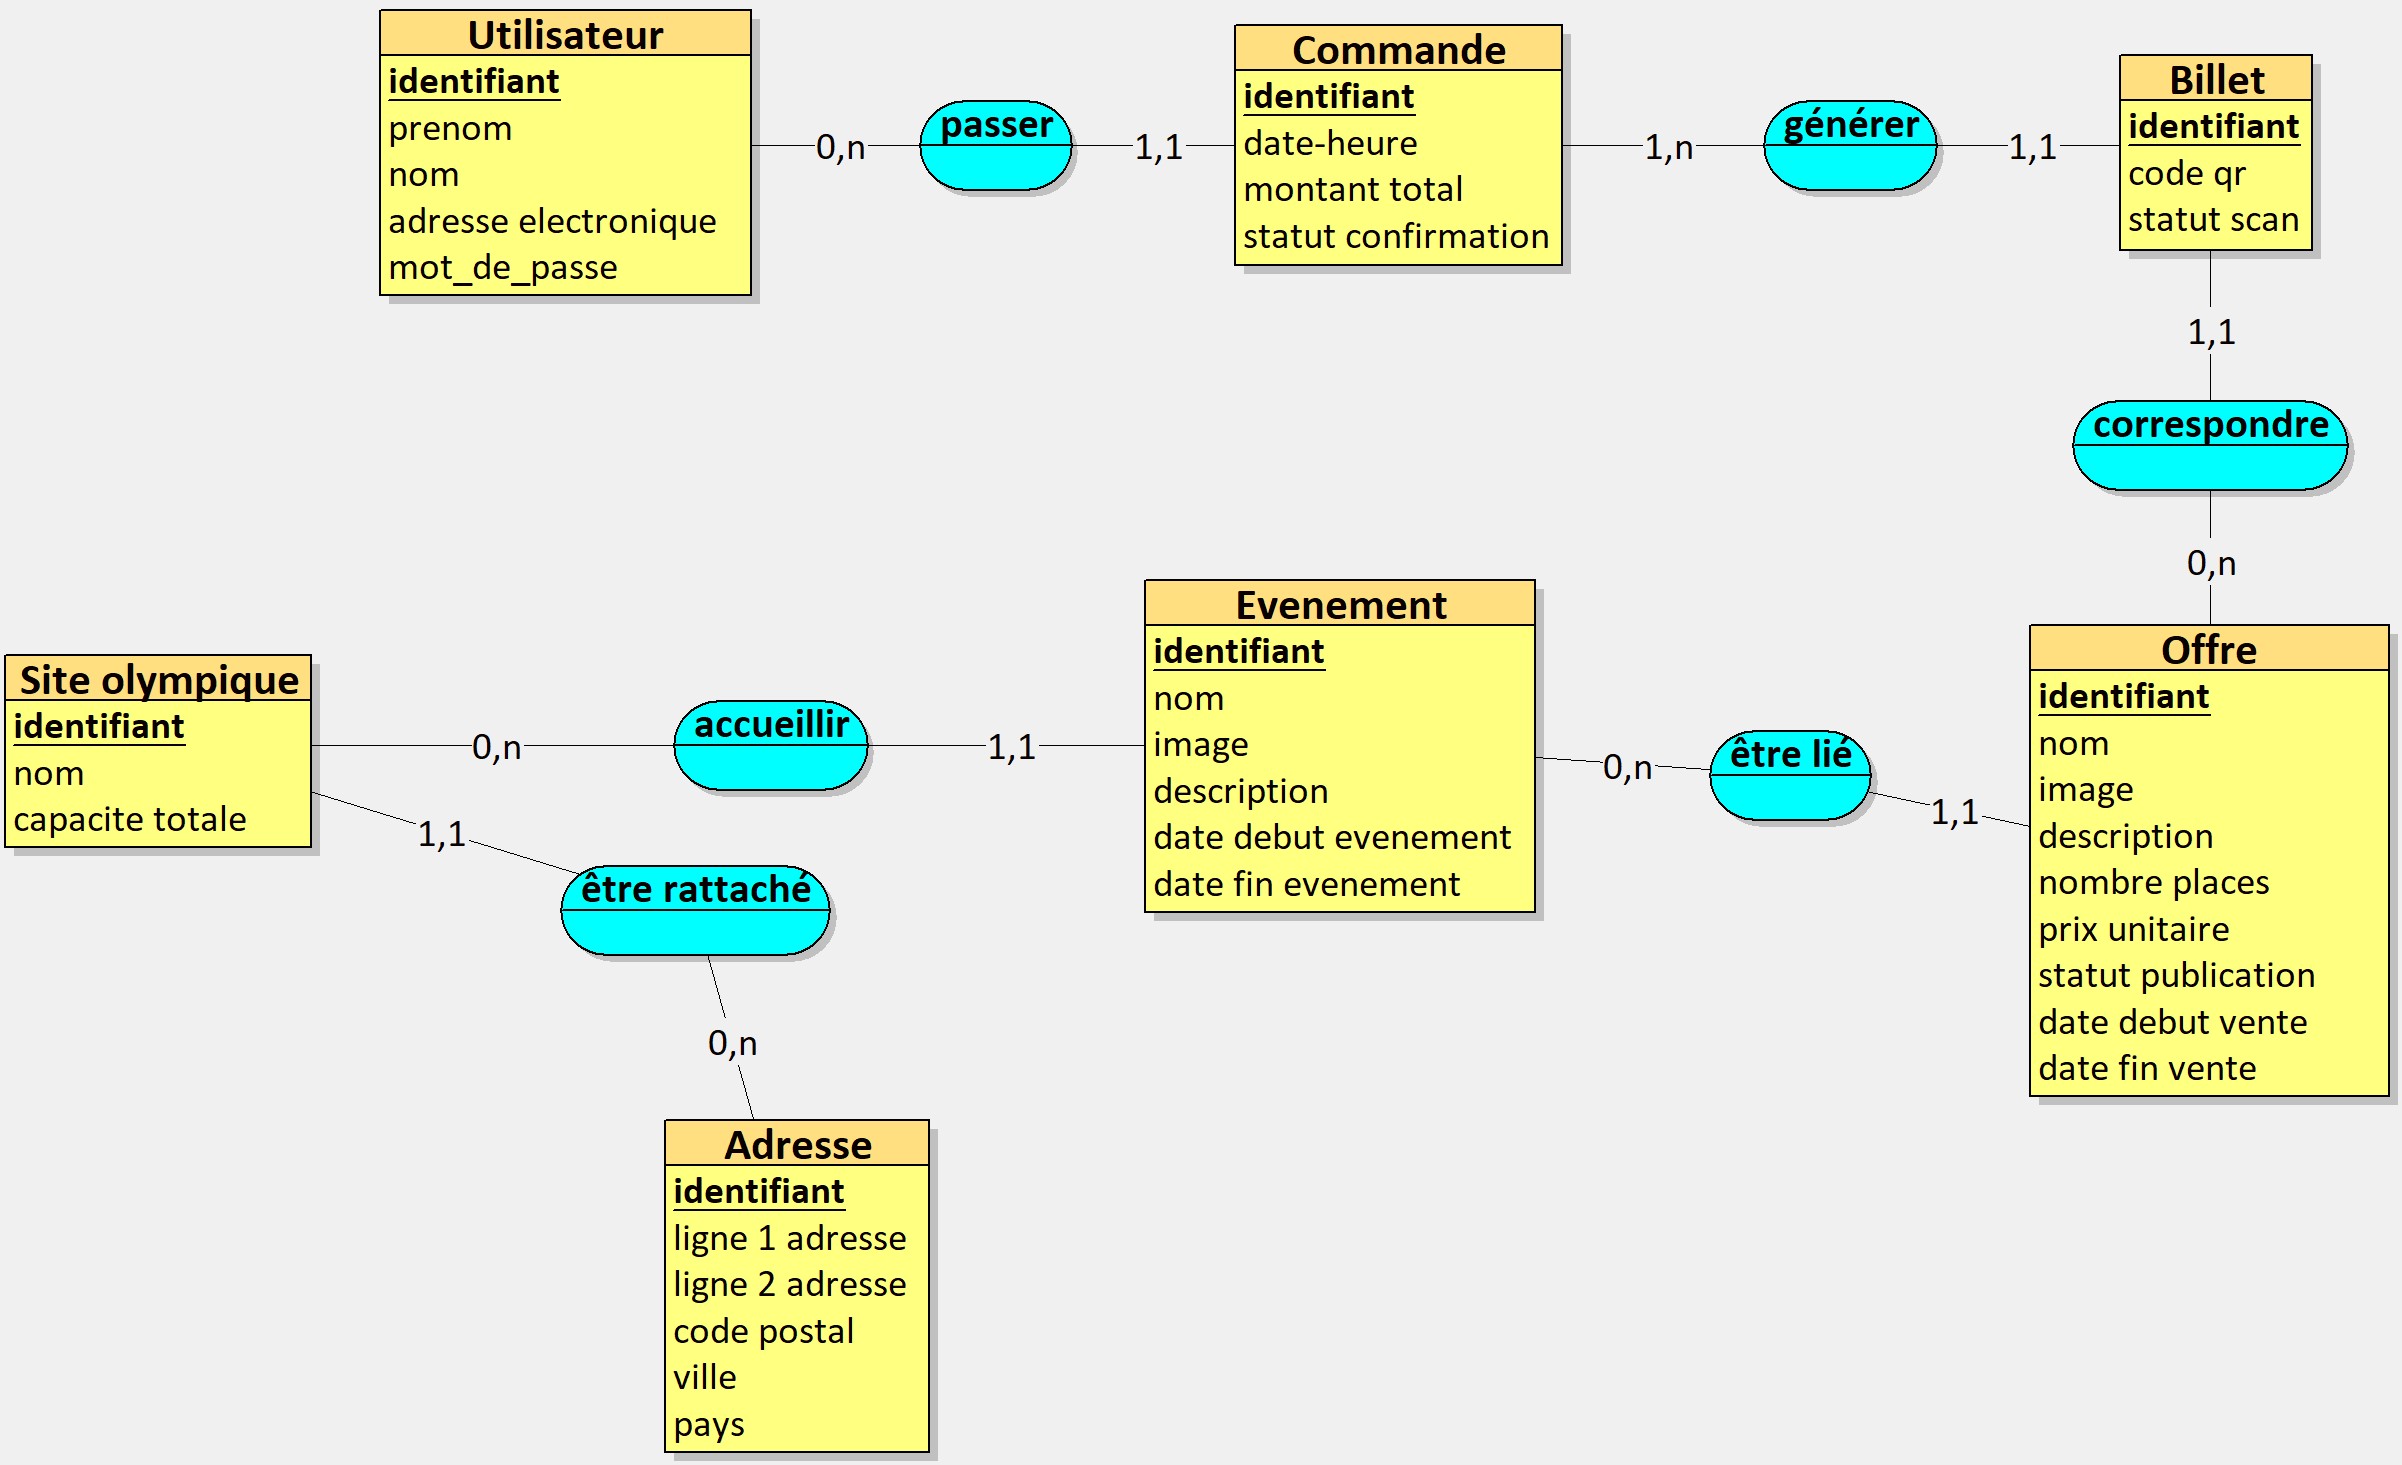 Utilisateur
identifiant
prenom
nom
adresse electronique
mot_de_passe
0,n
passer
1,1
Commande
identifiant
date-heure
montant total
statut confirmation
1,n
générer
1,1
Billet
identifiant
code qr
statut scan
1,1
correspondre
0,n
Site olympique
identifiant
nom
capacite totale
0,n
accueillir
1,1
Evenement
identifiant
nom
image
description
date debut evenement
date fin evenement
0,n
être lié
1,1
Offre
identifiant
nom
image
description
nombre places
prix unitaire
statut publication
date debut vente
date fin vente
1,1
être rattaché
0,n
Adresse
identifiant
ligne 1 adresse
ligne 2 adresse
code postal
ville
pays